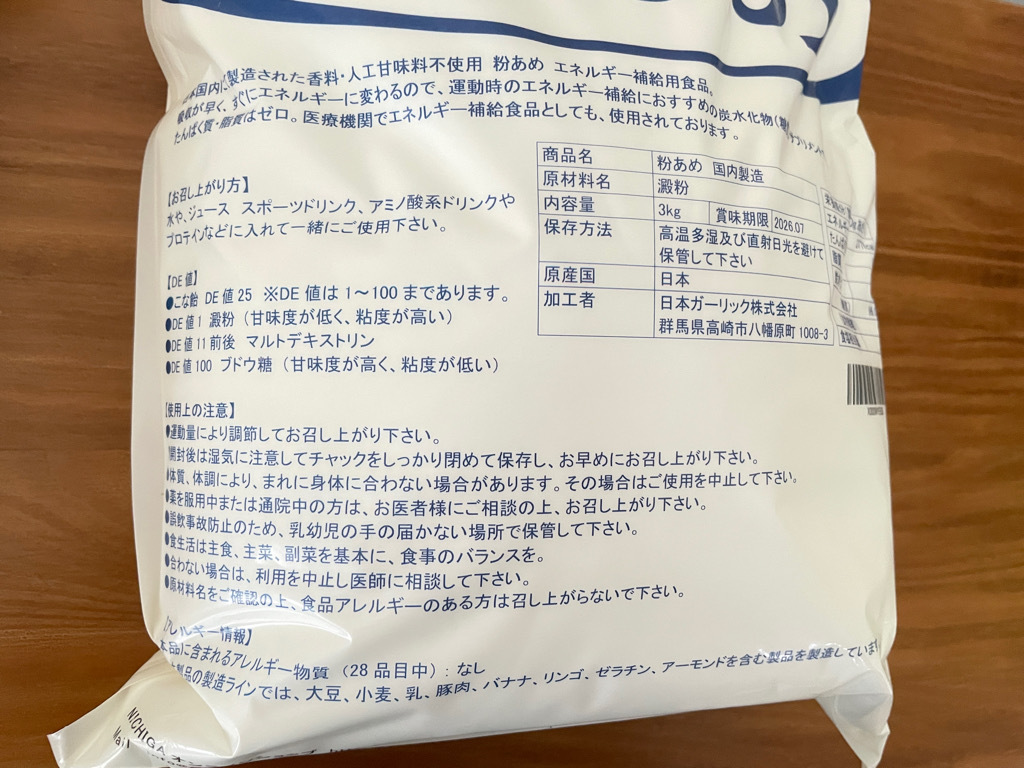 日本国内に製造された香料・人工甘味料不使用 粉あめ エネルギー補給用食品。
吸収が早く、すぐにエネルギーに変わるので、運動時のエネルギー補給におすすめの炭水化物
たんぱく質・脂質はゼロ。医療機関でエネルギー補給食品としても、使用されております。
【お召し上がり方】
水や、ジュース スポーツドリンク、アミノ酸系ドリンクや
プロテインなどに入れて一緒にご使用下さい。
【DE 値】
●こな飴 DE 値 25 ※DE 値は 1～100 まであります。
●DE 値 1 澱粉（甘味度が低く、粘度が高い）
●DE 値 11 前後 マルトデキストリン
●DE 値 100 ブドウ糖（甘味度が高く、粘度が低い）
商品名 粉あめ 国内製造
原材料名 澱粉
内容量 3kg 賞味期限 2026.07
保存方法 高温多湿及び直射日光を避けて
保管して下さい
原産国 日本
加工者 日本ガーリック株式会社
群馬県高崎市八幡原町 1008-3
【使用上の注意】
●運動量により調節してお召し上がり下さい。
●開封後は湿気に注意してチャックをしっかり閉めて保存し、お早めにお召し上がり下さい。
●体質、体調により、まれに身体に合わない場合があります。その場合はご使用を中止して下さい。
●薬を服用中または通院中の方は、お医者様にご相談の上、お召し上がり下さい。
●誤飲事故防止のため、乳幼児の手の届かない場所で保管して下さい。
●食生活は主食、主菜、副菜を基本に、食事のバランスを。
●合わない場合は、利用を中止し医師に相談して下さい。
●原材料名をご確認の上、食品アレルギーのある方は召し上がらないで下さい。
【アレルギー情報】
本品に含まれるアレルギー物質（28 品目中）: なし
製品の製造ラインでは、大豆、小麦、乳、豚肉、バナナ、リンゴ、ゼラチン、アーモンドを含む製品を製造していま
NICHIGA オン
Mail